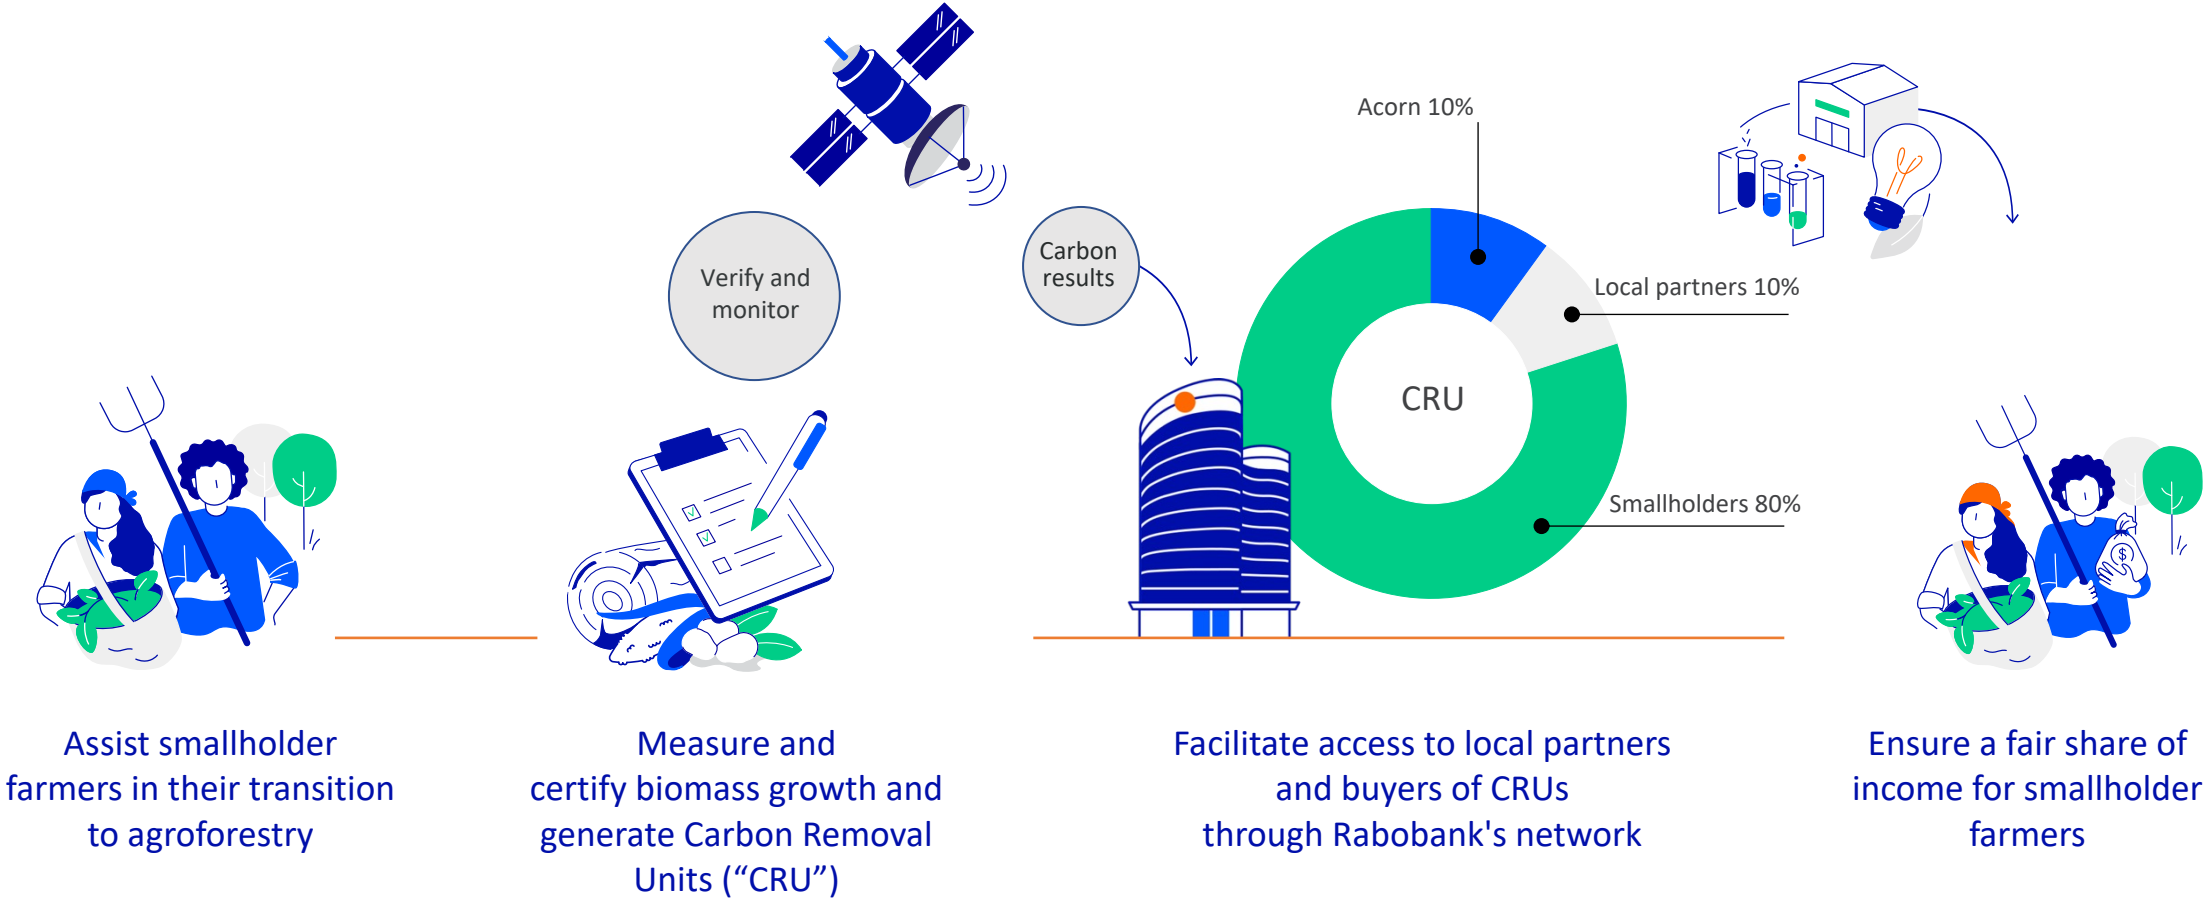 Acorn 10%
Verify and
monitor
Carbon
results
Local partners 10%
CRU
Smallholders 80%
$
Assist smallholder
farmers in their transition
to agroforestry
Measure and
certify biomass growth and
generate Carbon Removal
Units (“CRU”)
Facilitate access to local partners
and buyers of CRUs
through Rabobank's network
Ensure a fair share of
income for smallholder
farmers